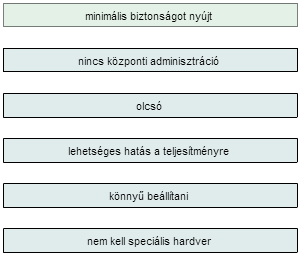 minimális biztonságot nyújt
nincs központi adminisztráció
olcsó
lehetséges hatás a teljesítményre
könnyű beállítani
nem kell speciális hardver